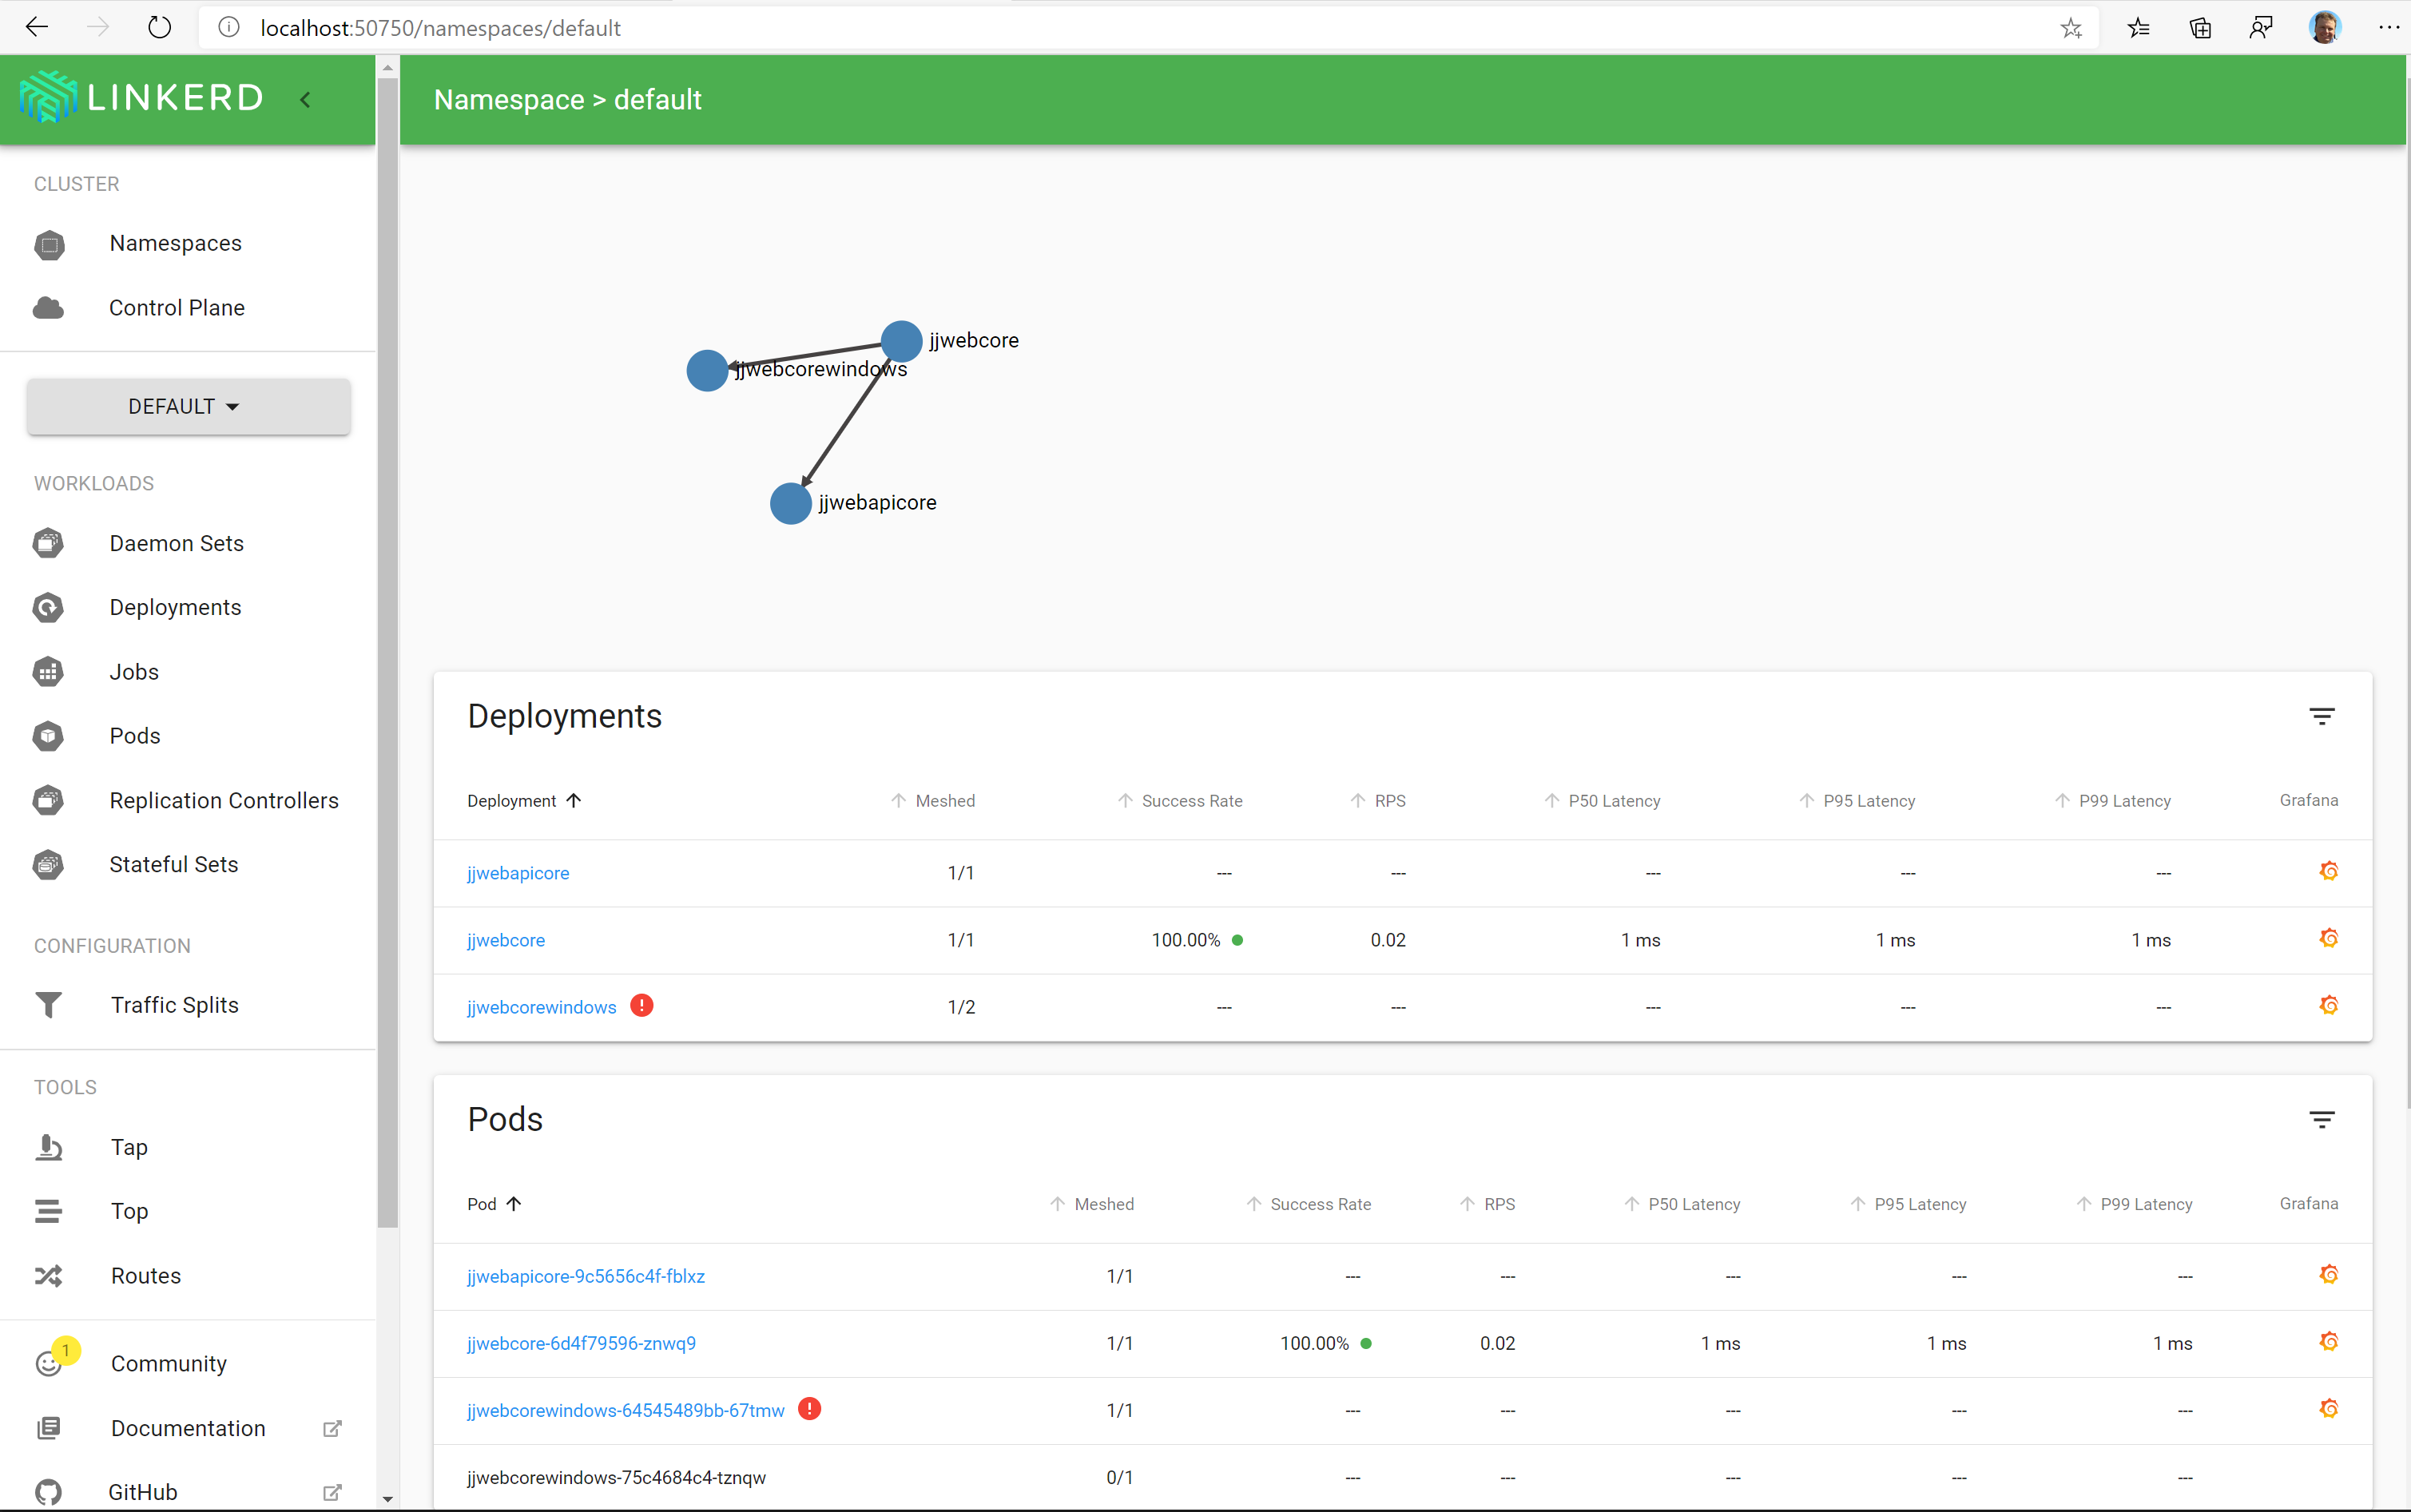 localhost:50750/namespaces/default
LINKERD
Namespace > default
CLUSTER
Namespaces
Control Plane
DEFAULT
WORKLOADS
Daemon Sets
Deployments
Jobs
Pods
Replication Controllers
Stateful Sets
CONFIGURATION
Traffic Splits
TOOLS
Tap
Top
Routes
1
Community
Documentation
GitHub
jjwebcore
jjwebcorewindows
jjwebapicore
Deployments
Deployment Meshed Success Rate RPS P50 Latency P95 Latency P99 Latency Grafana
jjwebapicore 1/1 --- --- --- --- ---
jjwebcore 1/1 100.00% 0.02 1 ms 1 ms 1 ms
jjwebcorewindows ! 1/2 --- --- --- --- ---
Pods
Pod Meshed Success Rate RPS P50 Latency P95 Latency P99 Latency Grafana
jjwebapicore-9c5656c4f-fblxz 1/1 --- --- --- --- ---
jjwebcore-6d4f79596-znwq9 1/1 100.00% 0.02 1 ms 1 ms 1 ms
jjwebcorewindows-64545489bb-67tmw ! 1/1 --- --- --- --- ---
jjwebcorewindows-75c4684c4-tznqw 0/1 --- --- --- --- ---